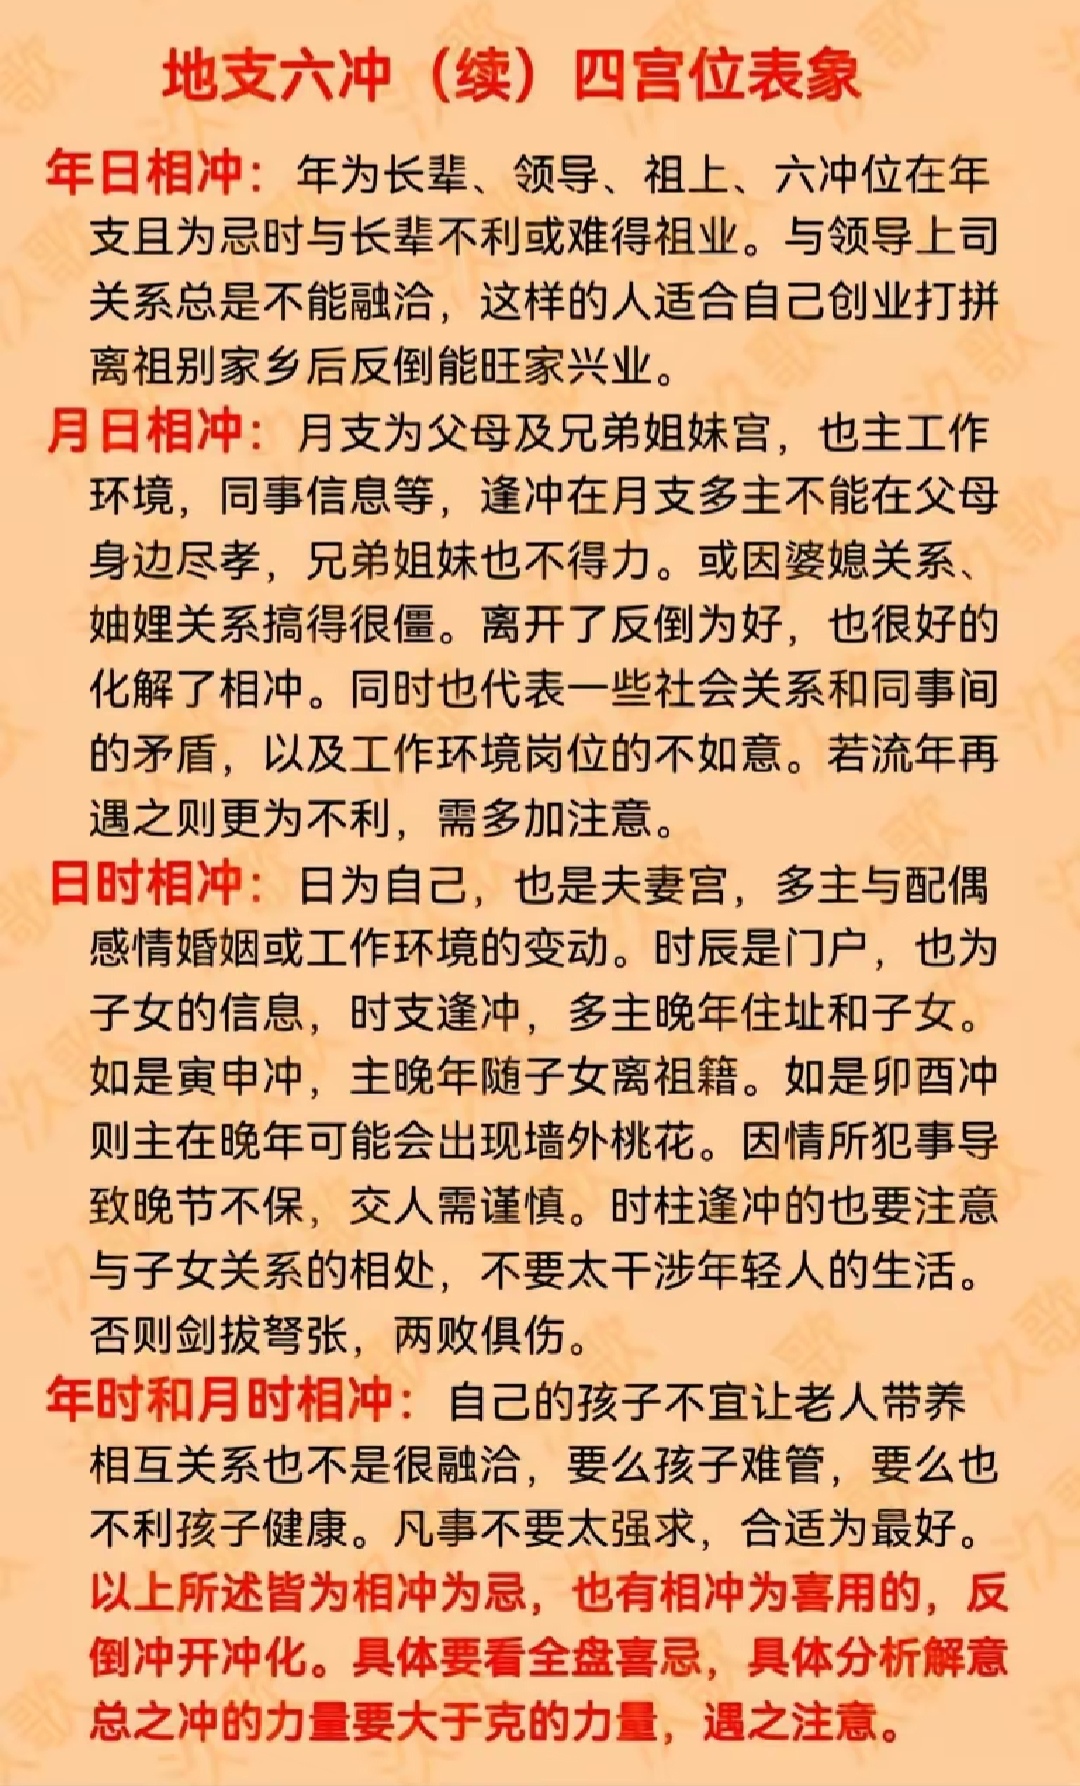 地支六冲（续）四宫位表象
年日相冲：年为长辈、领导、祖上、六冲位在年
支且为忌时与长辈不利或难得祖业。与领导上司
关系总是不能融洽，这样的人适合自己创业打拼
离祖别家乡后反倒能旺家兴业。
月日相冲：月支为父母及兄弟姐妹宫，也主工作
环境，同事信息等，逢冲在月支多主不能在父母
身边尽孝，兄弟姐妹也不得力。或因婆媳关系、
妯娌关系搞得很僵。离开了反倒为好，也很好的
化解了相冲。同时也代表一些社会关系和同事间
的矛盾，以及工作环境岗位的不如意。若流年再
遇之则更为不利，需多加注意。
日时相冲：日为自己，也是夫妻宫，多主与配偶
感情婚姻或工作环境的变动。时辰是门户，也为
子女的信息，时支逢冲，多主晚年住址和子女。
如是寅申冲，主晚年随子女离祖籍。如是卯酉冲
则主在晚年可能会出现墙外桃花。因情所犯事导
致晚节不保，交人需谨慎。时柱逢冲的也要注意
与子女关系的相处，不要太干涉年轻人的生活。
否则剑拔弩张，两败俱伤。
年时和月时相冲：自己的孩子不宜让老人带养
相互关系也不是很融洽，要么孩子难管，要么也
不利孩子健康。凡事不要太强求，合适为最好。
以上所述皆为相冲为忌，也有相冲为喜用的，反
倒冲开冲化。具体要看全盘喜忌，具体分析解意
总之冲的力量要大于克的力量，遇之注意。